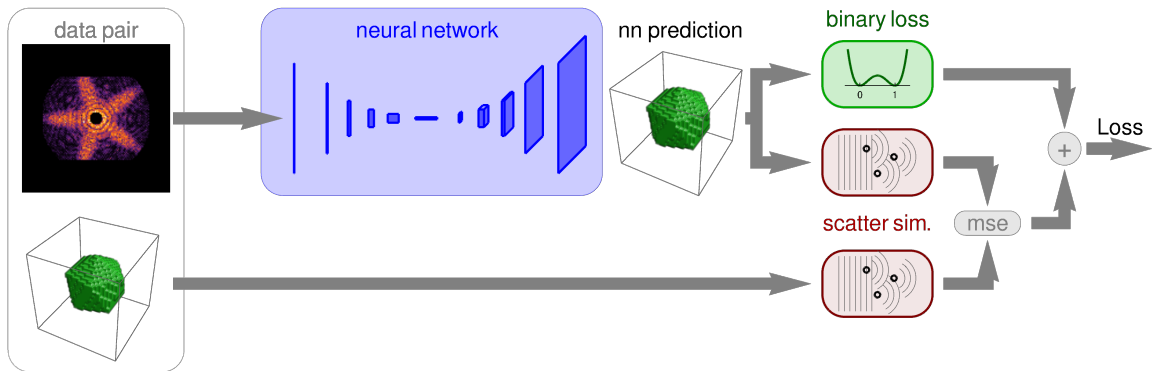 data pair
neural network
nn prediction
binary loss
0 1
+
Loss
scatter sim.
mse